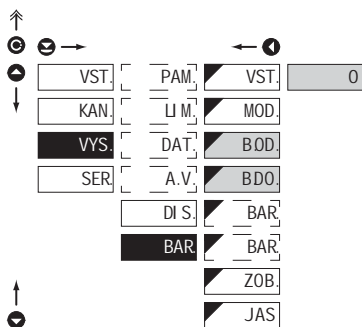 VST. PAM. VST. 0
KAN. LIM. MOD.
VYS. DAT. BOD.
SER. A.V. BDO.
DIS. BAR.
BAR. BAR.
ZOB.
JAS